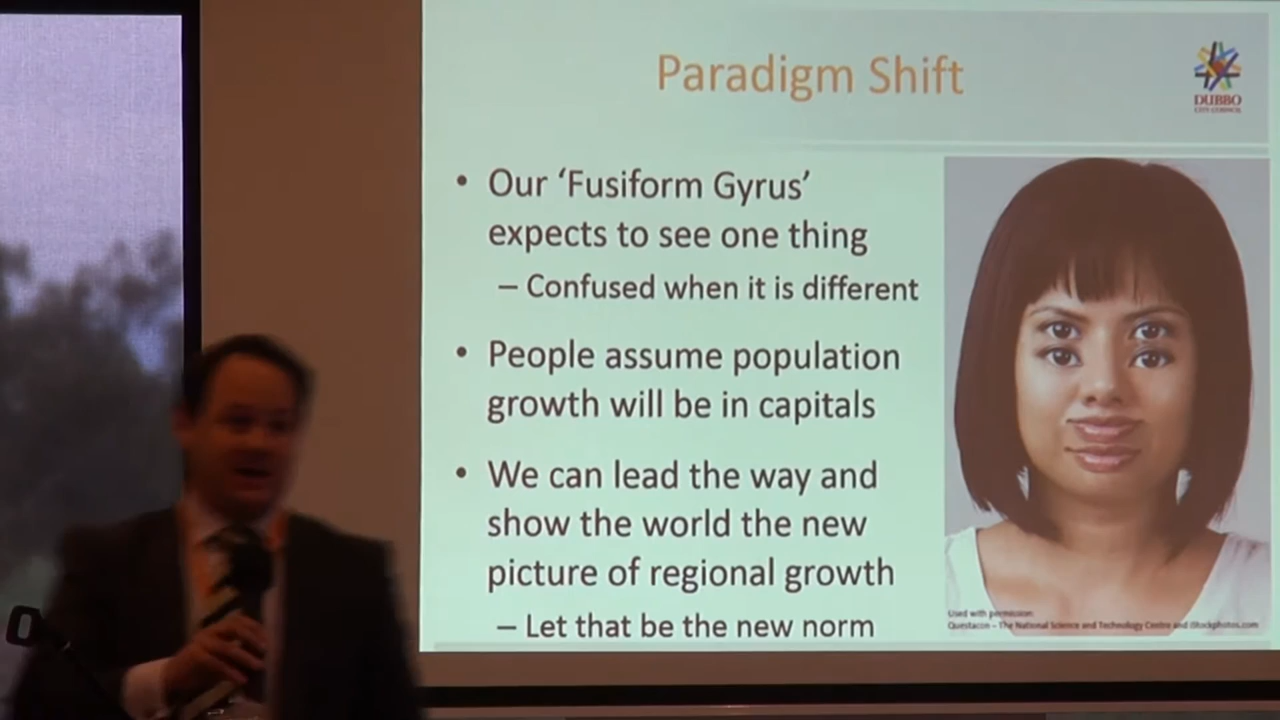 Paradigm Shift
DUBBO
CITY COUNCIL
• Our ‘Fusiform Gyrus’
expects to see one thing
– Confused when it is different
• People assume population
growth will be in capitals
• We can lead the way and
show the world the new
picture of regional growth
– Let that be the new norm
Used with permission
Questacon – The National Science and Technology Centre and iStockphotos.com